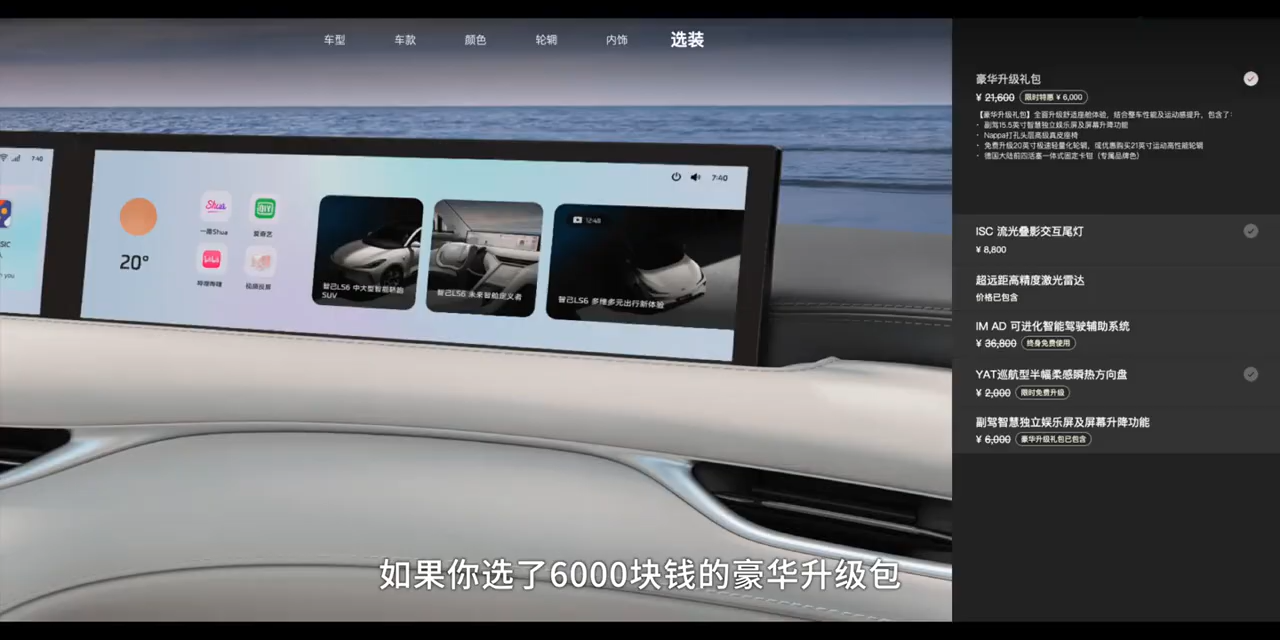 车型
车款
颜色
轮辋
内饰
选装
7:40
SIC
h you
20°
Shua
一番Shua
爱奇艺
哔哩哔哩
7:40
智己LS6 中大型智能轿跑
SUV
智己LS6 未来智舱定义者
12:48
智己LS6 多维多元出行新体验
豪华升级礼包
¥ 21,600 限时特惠 ¥ 6,000
【豪华升级礼包】全面升级舒适座舱体验，结合整车性能及运动感提升，包含了：
· 副驾15.5英寸智慧独立娱乐屏及屏幕升降功能
· Nappa打孔头层高级真皮座椅
· 免费升级20英寸极速轻量化轮辋，或优惠购买21英寸运动高性能轮辋
· 德国大陆前四活塞一体式固定卡钳（专属品牌色）
ISC 流光叠影交互尾灯
¥ 8,800
超远距高精度激光雷达
价格已包含
IM AD 可进化智能驾驶辅助系统
¥ 36,800 终身免费使用
YAT巡航型半幅柔感瞬热方向盘
¥ 2,000 限时免费升级
副驾智慧独立娱乐屏及屏幕升降功能
¥ 6,000 豪华升级礼包已包含
如果你选了6000块钱的豪华升级包